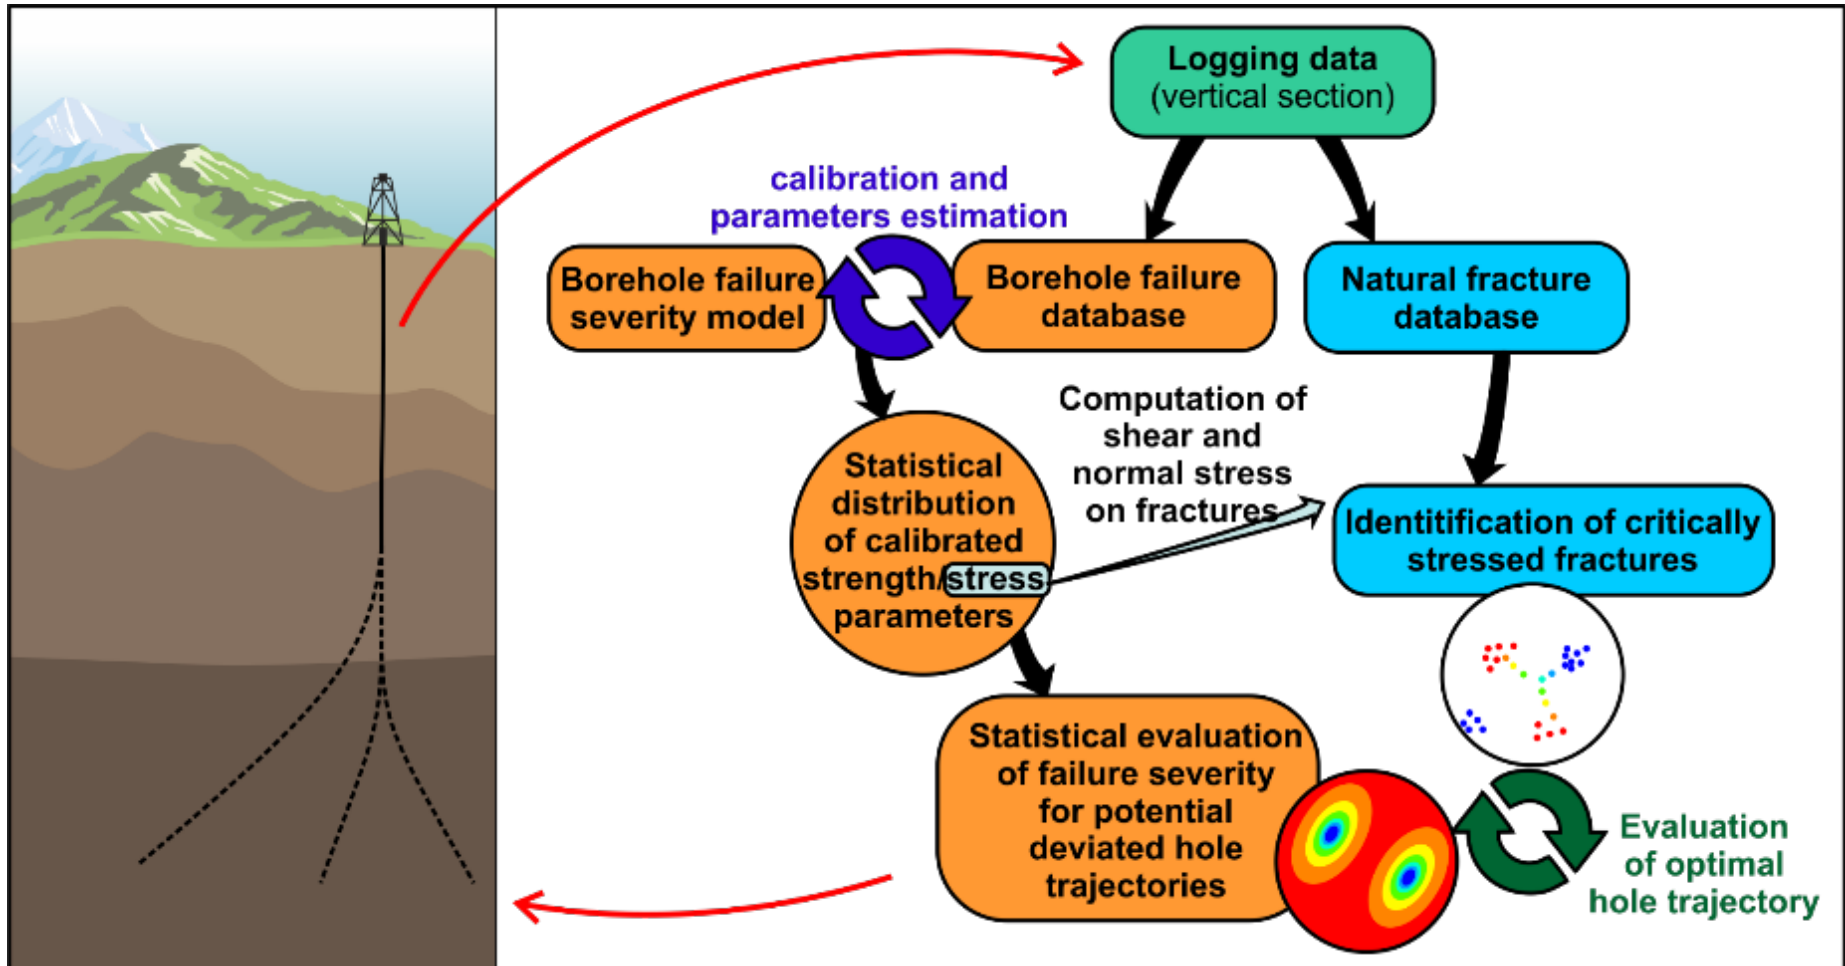 Logging data
(vertical section)
calibration and
parameters estimation
Borehole failure
severity model
Borehole failure
database
Natural fracture
database
Computation of
shear and
normal stress
on fractures
Statistical
distribution
of calibrated
strength/stress
parameters
Identitification of critically
stressed fractures
Statistical evaluation
of failure severity
for potential
deviated hole
trajectories
Evaluation
of optimal
hole trajectory